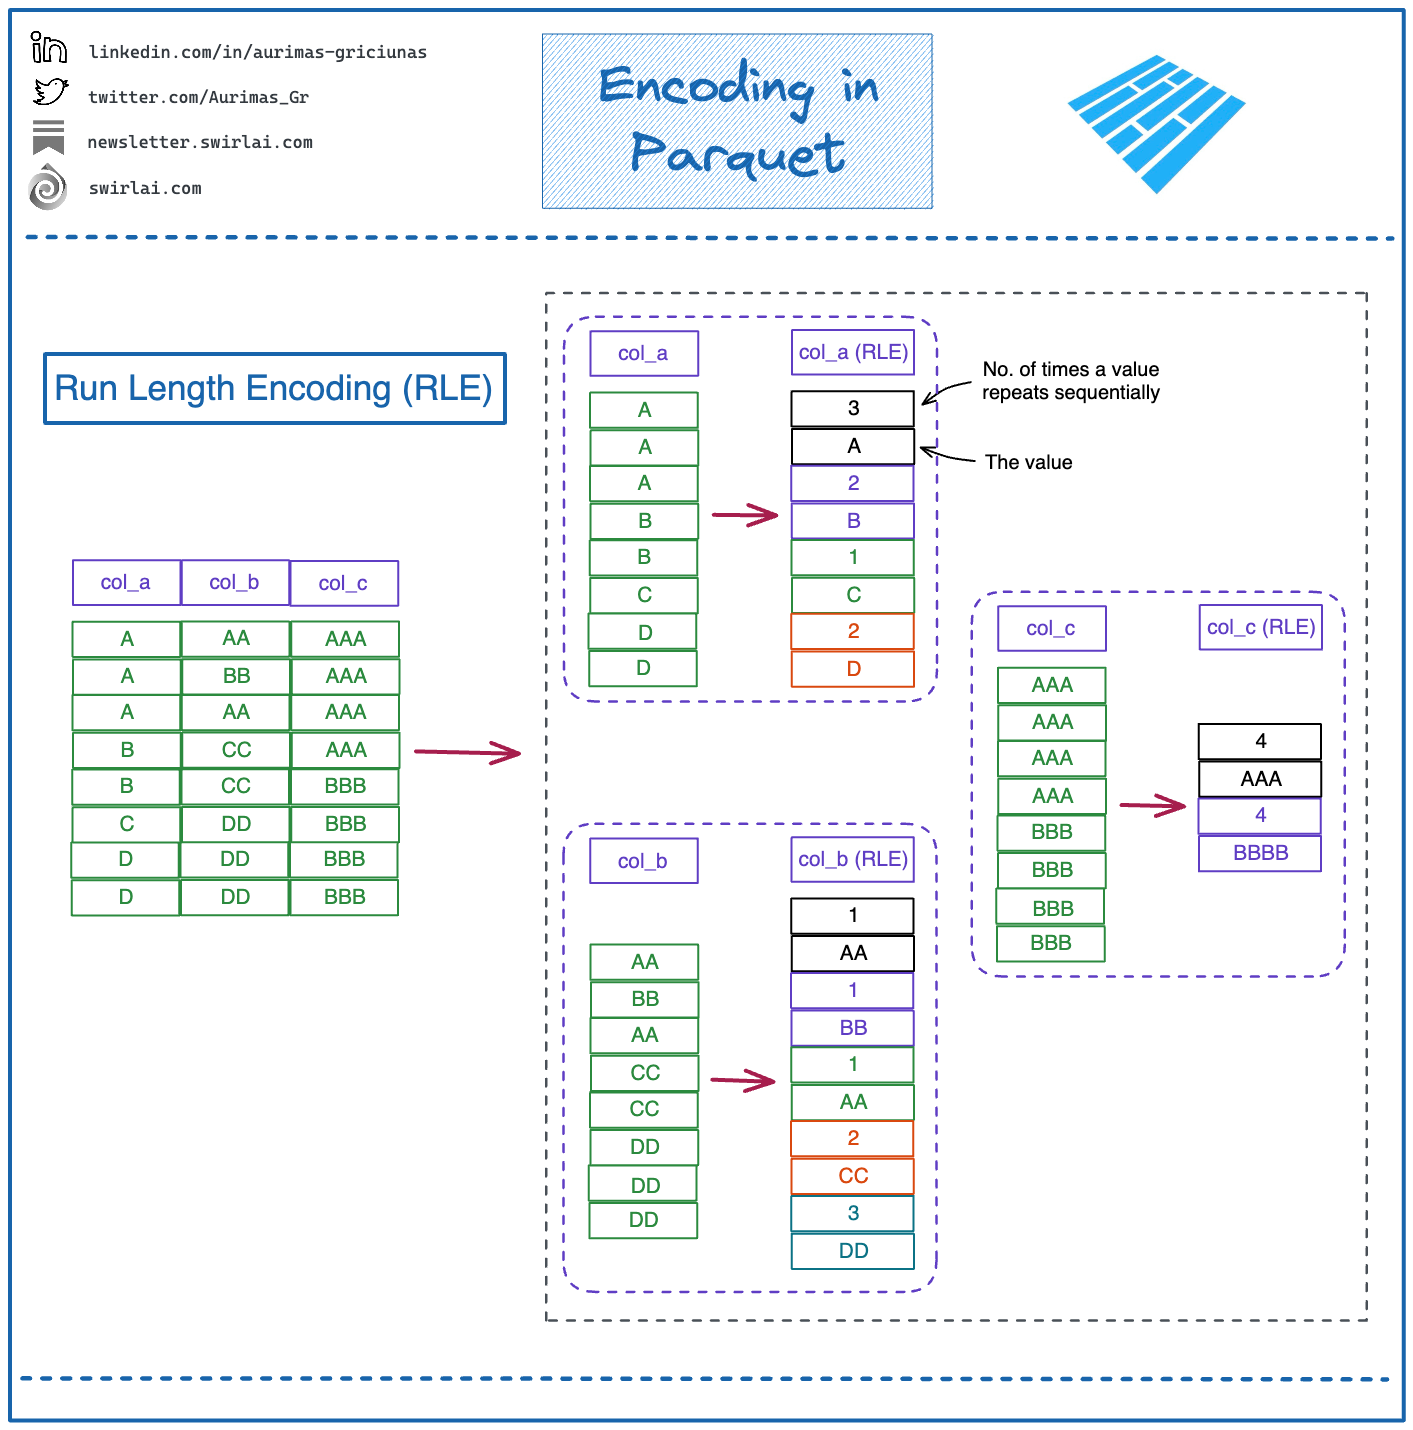 linkedin.com/in/aurimas-griciunas
twitter.com/Aurimas_Gr
newsletter.swirlai.com
swirlai.com
Encoding in
Parquet
Run Length Encoding (RLE)
col_a col_b col_c
A AA AAA
A BB AAA
A AA AAA
B CC AAA
B CC BBB
C DD BBB
D DD BBB
D DD BBB
col_a
A
A
A
B
B
C
D
D
col_a (RLE)
3
A
2
B
1
C
2
D
No. of times a value
repeats sequentially
The value
col_b
AA
BB
AA
CC
CC
DD
DD
DD
col_b (RLE)
1
AA
1
BB
1
AA
2
CC
3
DD
col_c
AAA
AAA
AAA
AAA
BBB
BBB
BBB
BBB
col_c (RLE)
4
AAA
4
BBBB